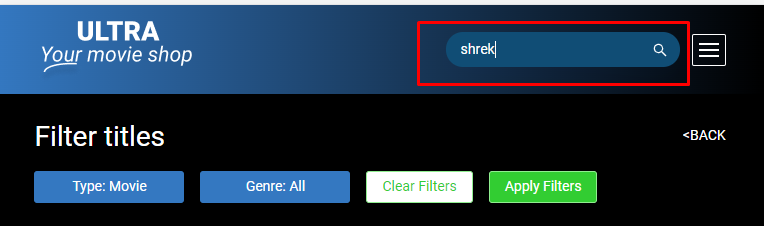 ULTRA
Your movie shop
shrek
Filter titles
<BACK
Type: Movie
Genre: All
Clear Filters
Apply Filters